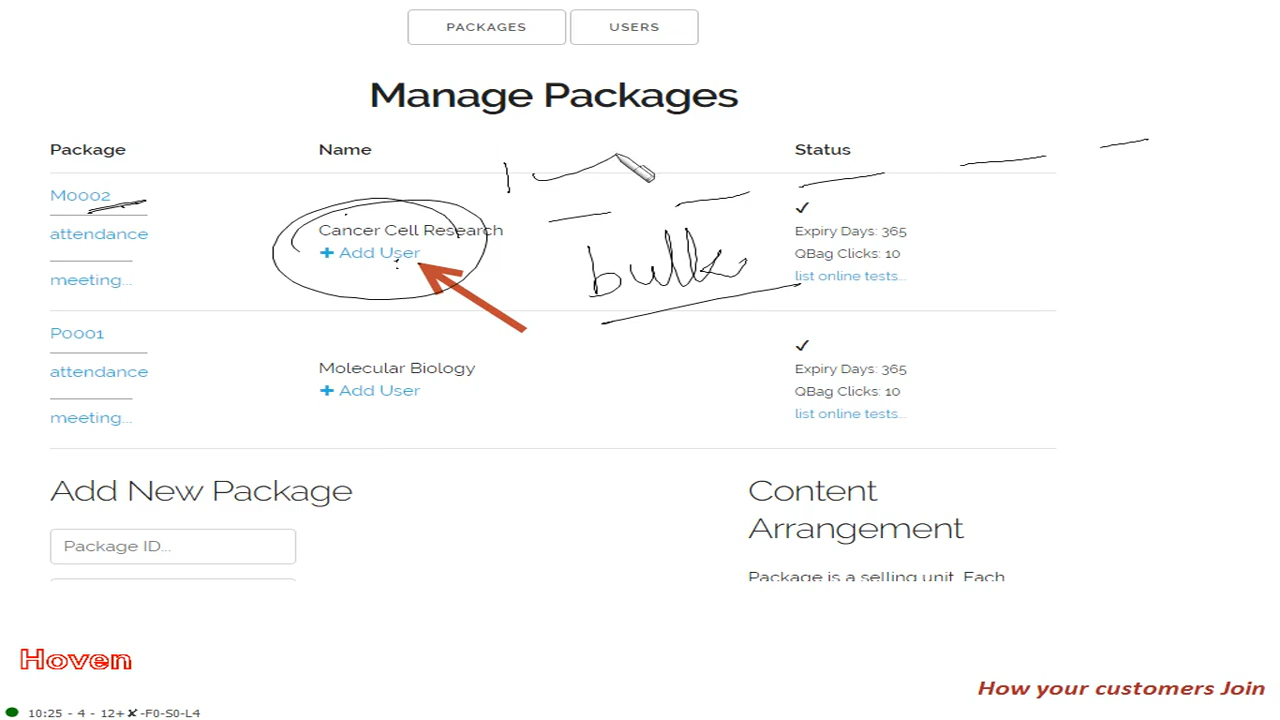 PACKAGES USERS
Manage Packages
Package Name Status
M0002
attendance
meeting...
Cancer Cell Research
+ Add User
bulk
✓
Expiry Days: 365
QBag Clicks: 10
list online tests...
P0001
attendance
meeting...
Molecular Biology
+ Add User
✓
Expiry Days: 365
QBag Clicks: 10
list online tests...
Add New Package
Package ID...
Content
Arrangement
Package is a selling unit. Each
Hoven
How your customers Join
10:25 - 4 - 12+✗-F0-S0-L4